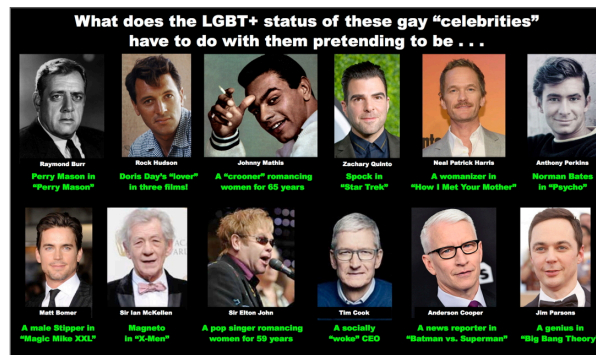 What does the LGBT+ status of these gay “celebrities”
have to do with them pretending to be . . .
Raymond Burr
Perry Mason in
“Perry Mason”
Rock Hudson
Doris Day’s “lover”
in three films!
Johnny Mathis
A “crooner” romancing
women for 65 years
Zachary Quinto
Spock in
“Star Trek”
Neal Patrick Harris
A womanizer in
“How I Met Your Mother”
Anthony Perkins
Norman Bates
in “Psycho”
Matt Bomer
A male Stipper in
“Magic Mike XXL”
Sir Ian McKellen
Magneto
in “X-Men”
Sir Elton John
A pop singer romancing
women for 59 years
Tim Cook
A socially
“woke” CEO
Anderson Cooper
A news reporter in
“Batman vs. Superman”
Jim Parsons
A genius in
“Big Bang Theory”